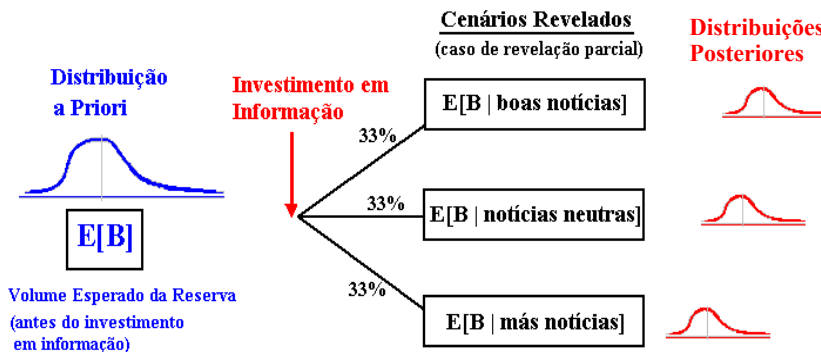 Distribuição
a Priori
E[B]
Volume Esperado da Reserva
(antes do investimento
em informação)
Investimento em
Informação
33%
33%
33%
Cenários Revelados
(caso de revelação parcial)
E[B | boas notícias]
E[B | notícias neutras]
E[B | más notícias]
Distribuições
Posteriores